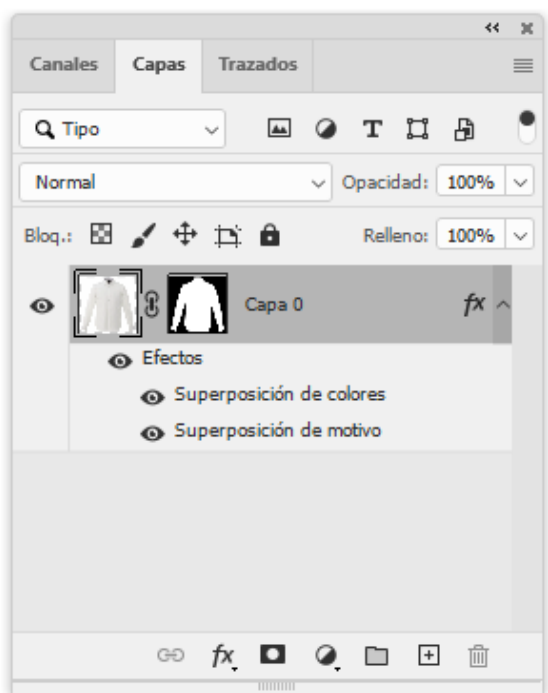 Canales Capas Trazados
Tipo
Normal Opacidad: 100%
Bloq.: Relleno: 100%
Capa 0 fx
Efectos
Superposición de colores
Superposición de motivo
fx